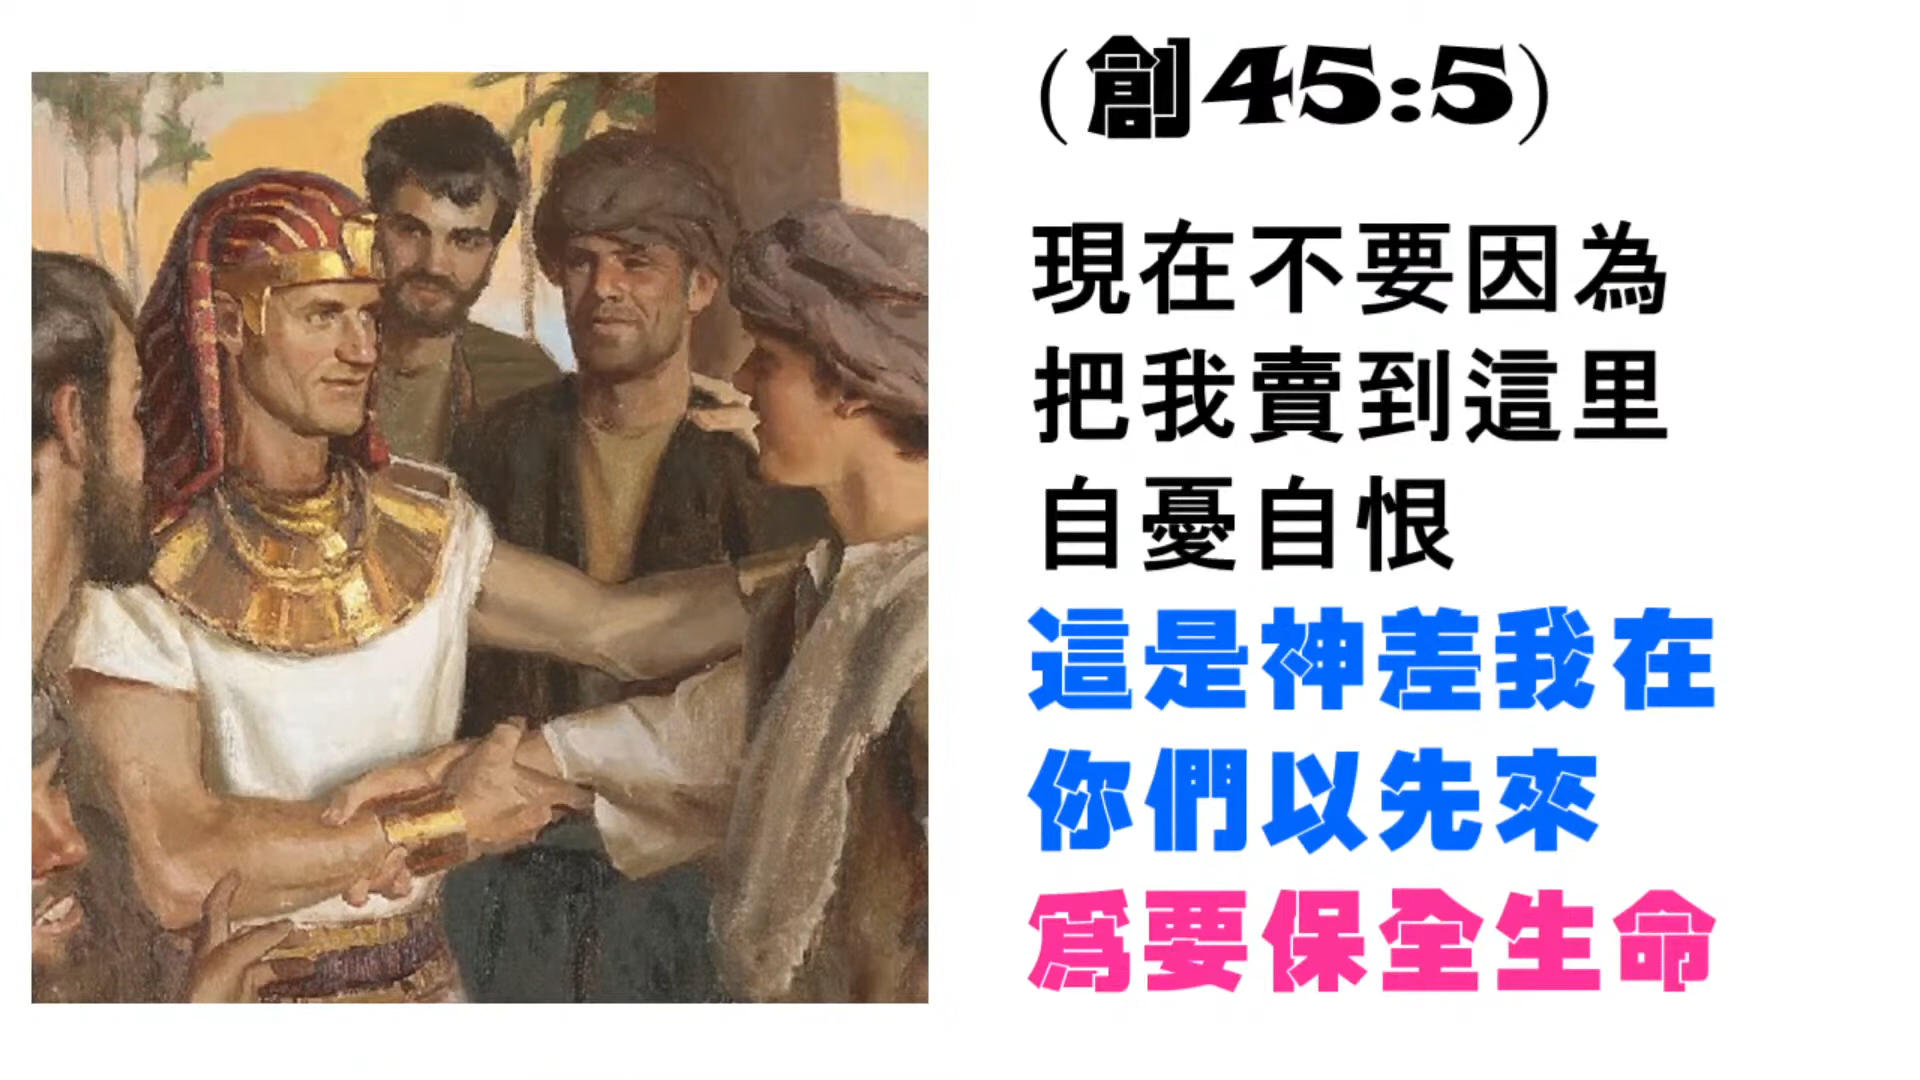 (創45:5)
現在不要因為
把我賣到這里
自憂自恨
這是神差我在
你們以先來
爲要保全生命